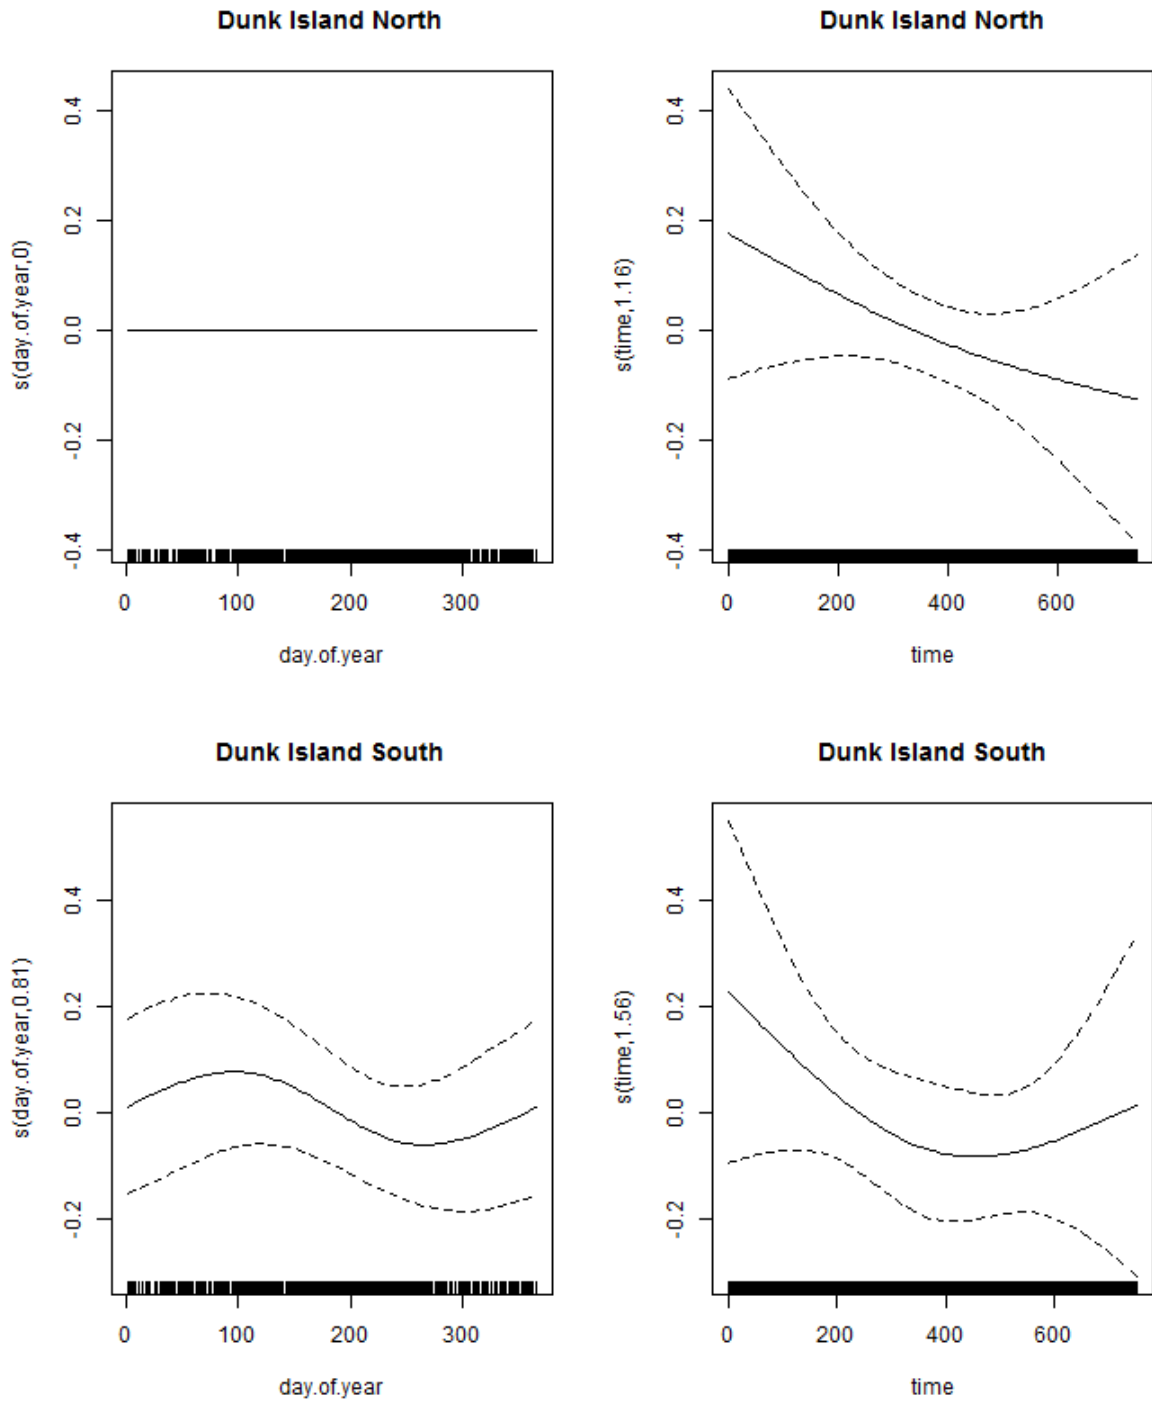 Dunk Island North
s(day.of.year,0)
0.4
0.2
0.0
-0.2
-0.4
0 100 200 300
day.of.year
Dunk Island North
s(time,1.16)
0.4
0.2
0.0
-0.2
-0.4
0 200 400 600
time
Dunk Island South
s(day.of.year,0.81)
0.4
0.2
0.0
-0.2
0 100 200 300
day.of.year
Dunk Island South
s(time,1.56)
0.4
0.2
0.0
-0.2
0 200 400 600
time